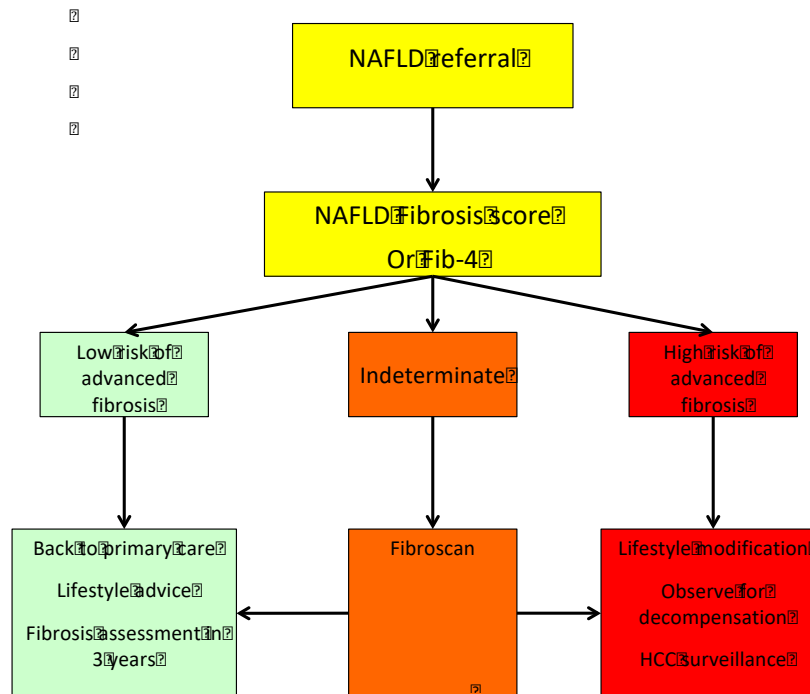 NAFLD referral
NAFLD Fibrosis score
Or Fib-4
Low risk of
advanced
fibrosis
Indeterminate
High risk of
advanced
fibrosis
Back to primary care
Lifestyle advice
Fibrosis assessment in
3 years
Fibroscan
Lifestyle modification
Observe for
decompensation
HCC surveillance